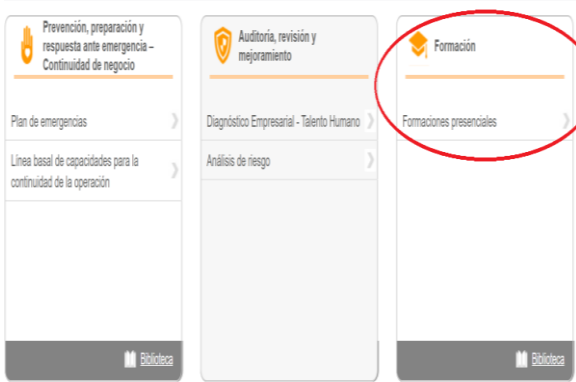 Prevención, preparación y
respuesta ante emergencia –
Continuidad de negocio
Plan de emergencias
Línea basal de capacidades para la
continuidad de la operación
Biblioteca
Auditoría, revisión y
mejoramiento
Diagnóstico Empresarial - Talento Humano
Análisis de riesgo
Formación
Formaciones presenciales
Biblioteca